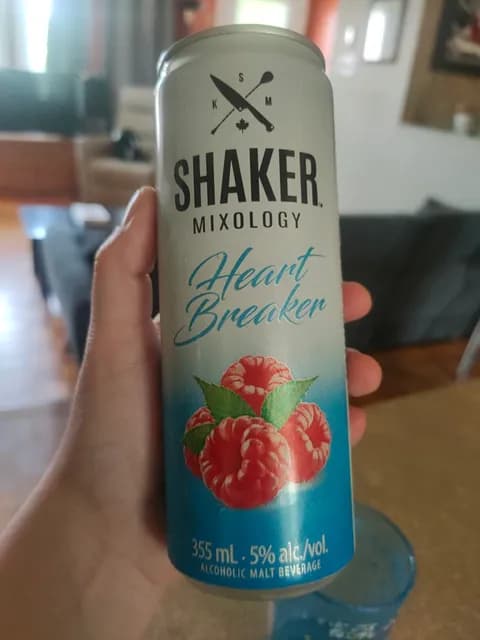 S
K M
SHAKER
MIXOLOGY
Heart
Breaker
355 mL · 5% alc./vol.
ALCOHOLIC MALT BEVERAGE